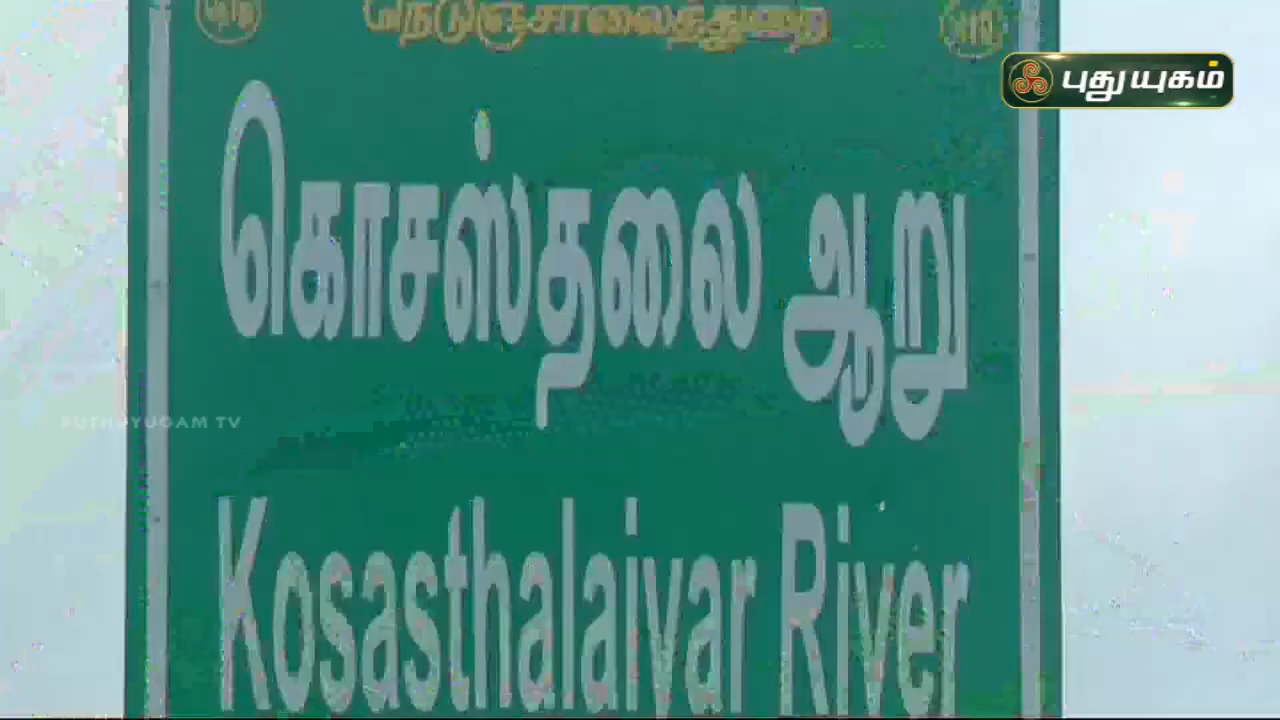 நெடுஞ்சாலைத்துறை
புதுயுகம்
கொசஸ்தலை ஆறு
PUTHUYUGAM TV
Kosasthalaiyar River